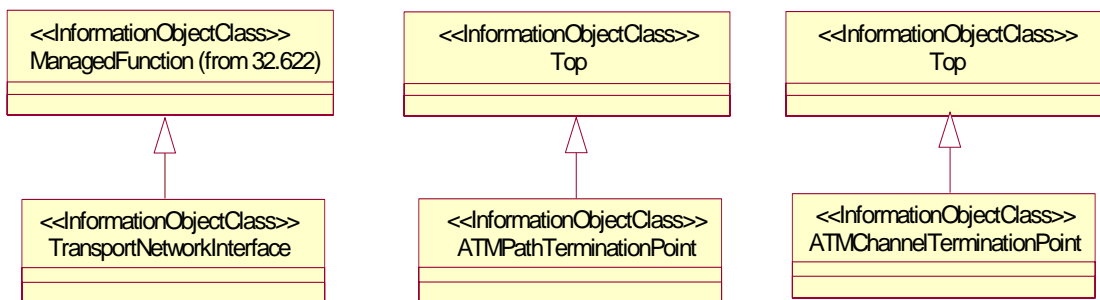 <<InformationObjectClass>>
ManagedFunction (from 32.622)
<<InformationObjectClass>>
Top
<<InformationObjectClass>>
Top
<<InformationObjectClass>>
TransportNetworkInterface
<<InformationObjectClass>>
ATMPathTerminationPoint
<<InformationObjectClass>>
ATMChannelTerminationPoint